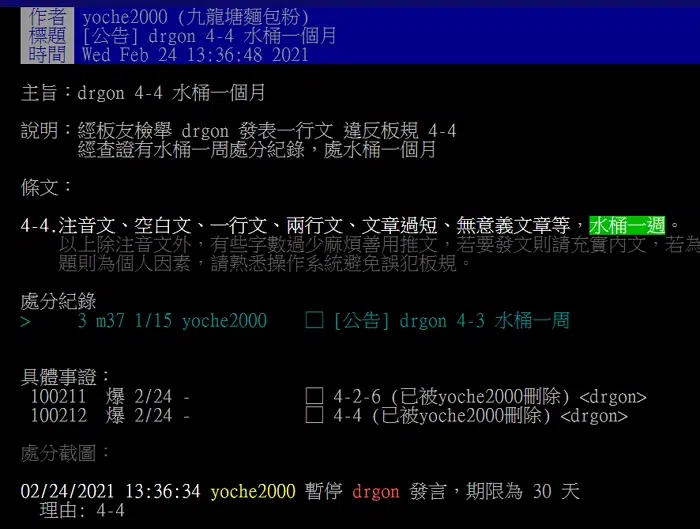 作者 yoche2000 (九龍塘麵包粉)
標題 [公告] drgon 4-4 水桶一個月
時間 Wed Feb 24 13:36:48 2021
主旨：drgon 4-4 水桶一個月
說明：經板友檢舉 drgon 發表一行文 違反板規 4-4
經查證有水桶一周處分紀錄，處水桶一個月
條文：
4-4.注音文、空白文、一行文、兩行文、文章過短、無意義文章等，水桶一週。
以上除注音文外，有些字數過少麻煩善用推文，若要發文則請充實內文，若為
題則為個人因素，請熟悉操作系統避免誤犯板規。
處分紀錄
> 3 m37 1/15 yoche2000 □ [公告] drgon 4-3 水桶一周
具體事證：
100211 爆 2/24 - □ 4-2-6 (已被yoche2000刪除) <drgon>
100212 爆 2/24 - □ 4-4 (已被yoche2000刪除) <drgon>
處分截圖：
02/24/2021 13:36:34 yoche2000 暫停 drgon 發言，期限為 30 天
理由: 4-4